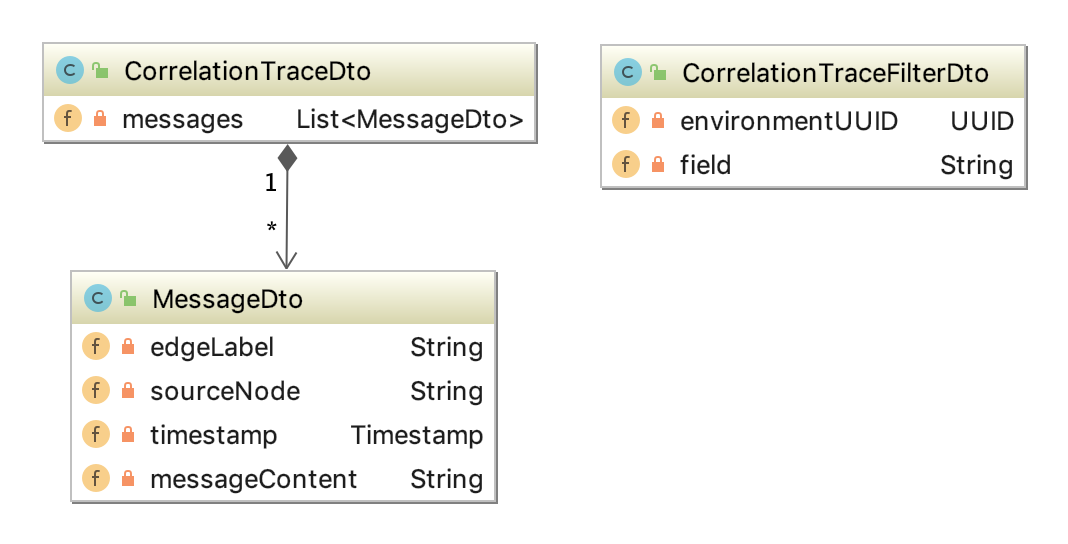 C CorrelationTraceDto
f messages List<MessageDto>
1
*
C MessageDto
f edgeLabel String
f sourceNode String
f timestamp Timestamp
f messageContent String
C CorrelationTraceFilterDto
f environmentUUID UUID
f field String